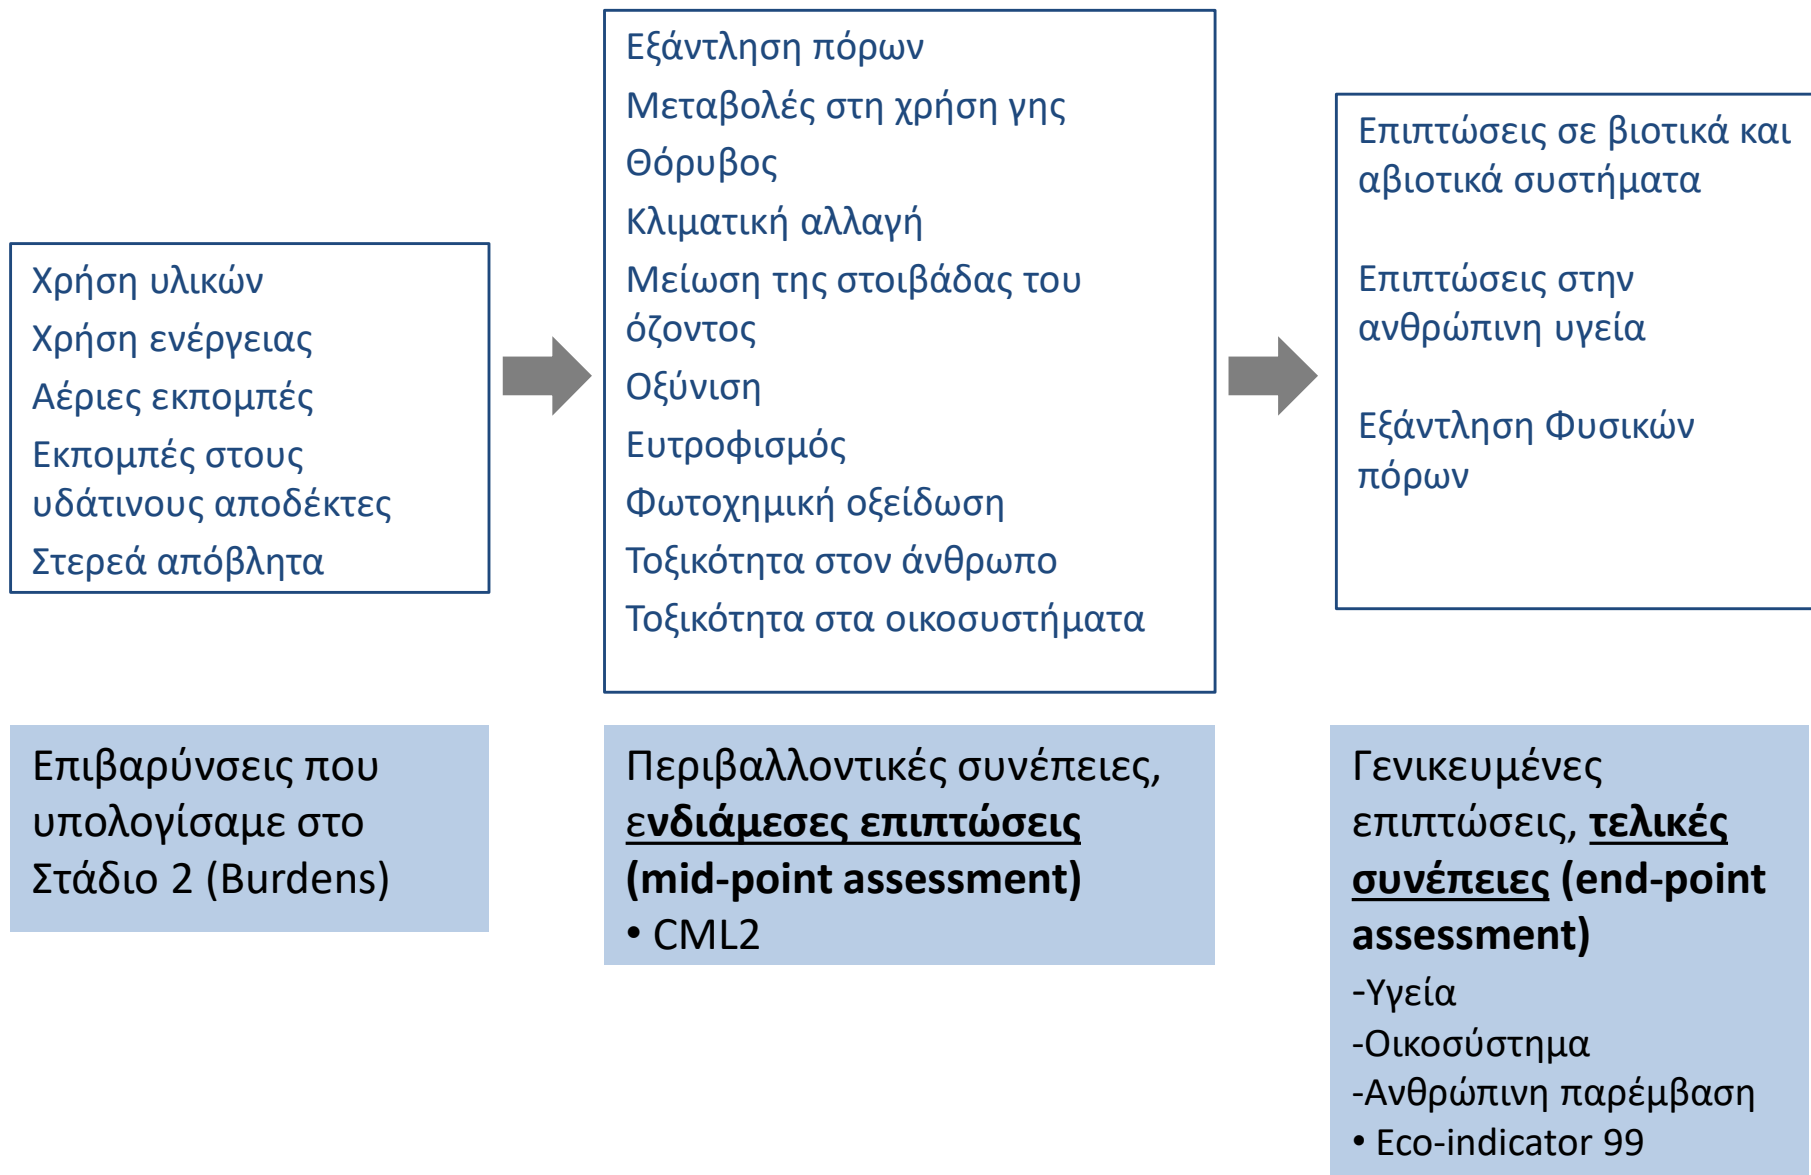 Χρήση υλικών
Χρήση ενέργειας
Αέριες εκπομπές
Εκπομπές στους
υδάτινους αποδέκτες
Στερεά απόβλητα
Εξάντληση πόρων
Μεταβολές στη χρήση γης
Θόρυβος
Κλιματική αλλαγή
Μείωση της στοιβάδας του
όζοντος
Οξύνιση
Ευτροφισμός
Φωτοχημική οξείδωση
Τοξικότητα στον άνθρωπο
Τοξικότητα στα οικοσυστήματα
Επιπτώσεις σε βιοτικά και
αβιοτικά συστήματα
Επιπτώσεις στην
ανθρώπινη υγεία
Εξάντληση Φυσικών
πόρων
Επιβαρύνσεις που
υπολογίσαμε στο
Στάδιο 2 (Burdens)
Περιβαλλοντικές συνέπειες,
ενδιάμεσες επιπτώσεις
(mid-point assessment)
• CML2
Γενικευμένες
επιπτώσεις, τελικές
συνέπειες (end-point
assessment)
-Υγεία
-Οικοσύστημα
-Ανθρώπινη παρέμβαση
• Eco-indicator 99